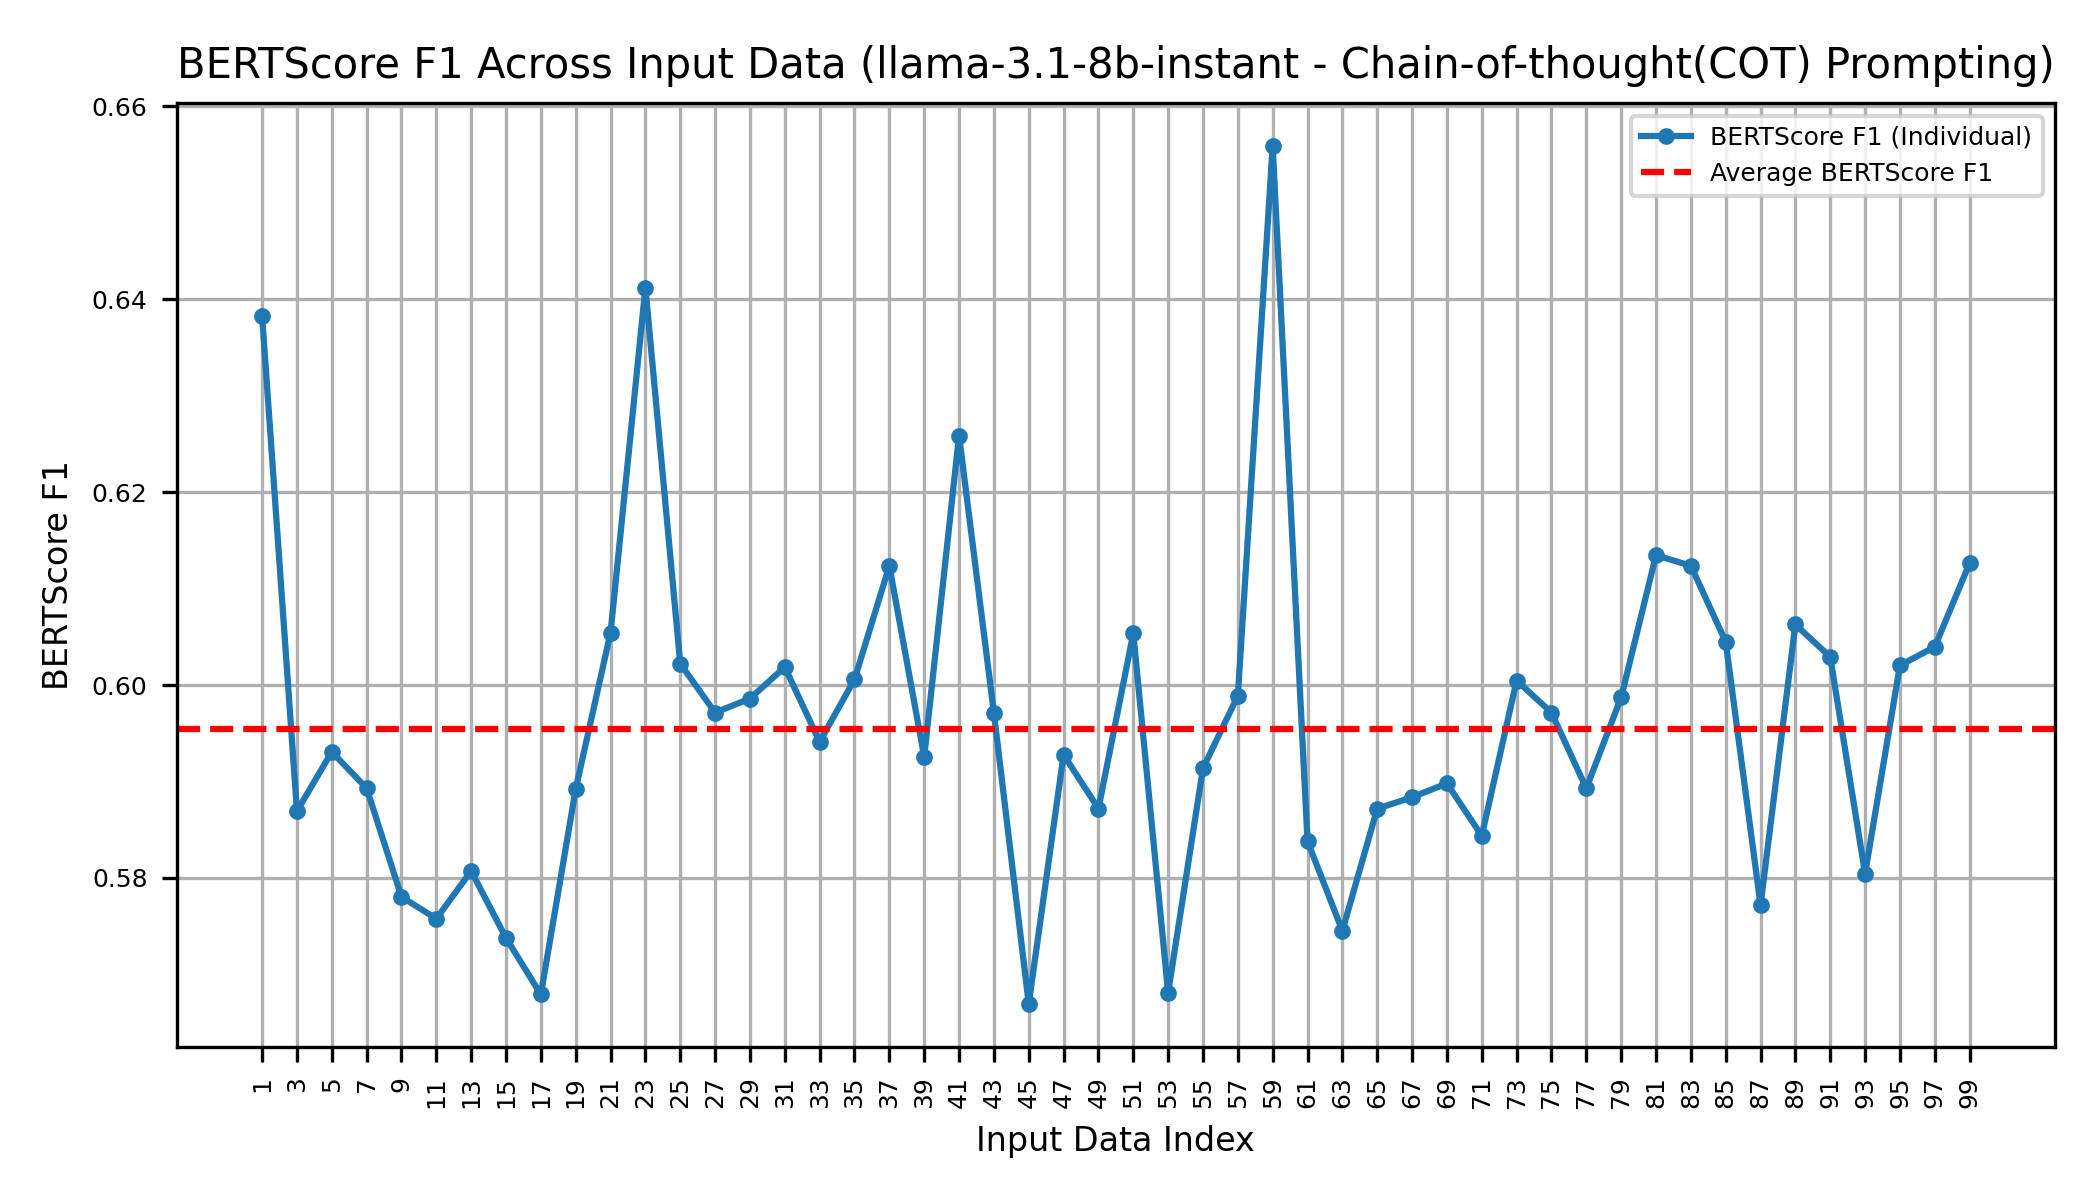 BERTScore F1 Across Input Data (llama-3.1-8b-instant - Chain-of-thought(COT) Prompting)
BERTScore F1 (Individual)
Average BERTScore F1
0.66
0.64
0.62
0.60
0.58
BERTScore F1
1 3 5 7 9 11 13 15 17 19 21 23 25 27 29 31 33 35 37 39 41 43 45 47 49 51 53 55 57 59 61 63 65 67 69 71 73 75 77 79 81 83 85 87 89 91 93 95 97 99
Input Data Index